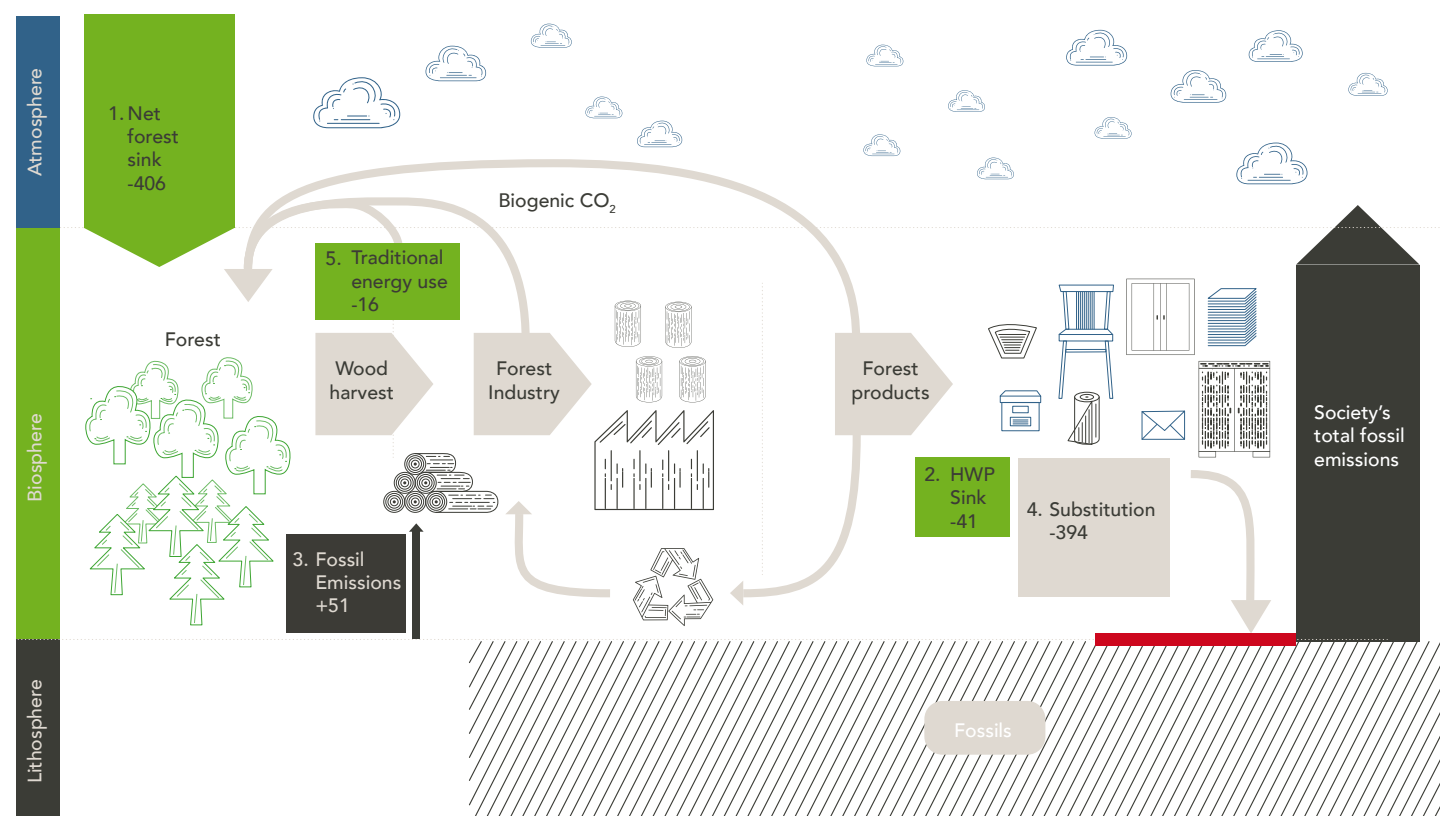 Atmosphere
1. Net
forest
sink
-406
Biogenic CO₂
Biosphere
5. Traditional
energy use
-16
Forest
Wood
harvest
Forest
Industry
Forest
products
Society’s
total fossil
emissions
2. HWP
Sink
-41
4. Substitution
-394
3. Fossil
Emissions
+51
Lithosphere
Fossils